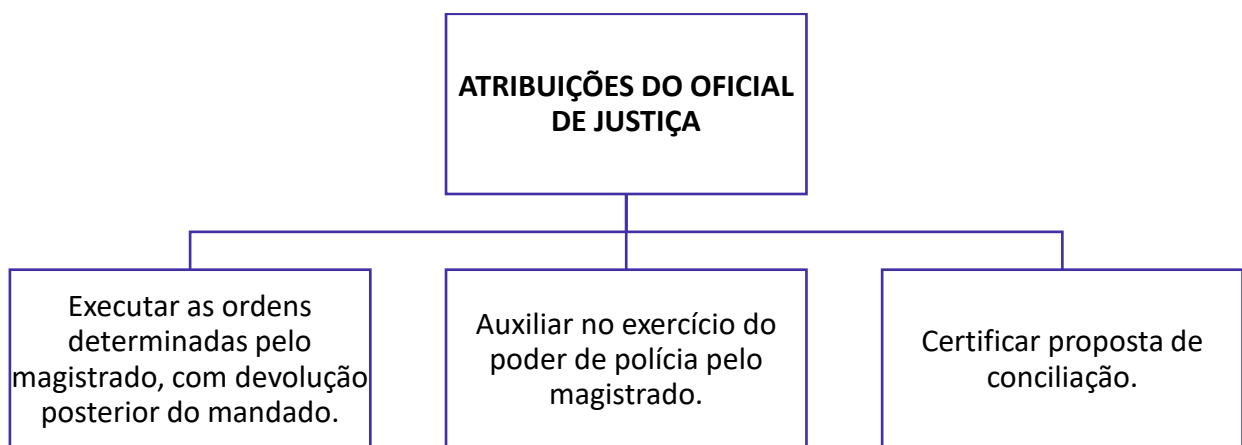 ATRIBUIÇÕES DO OFICIAL
DE JUSTIÇA
Executar as ordens
determinadas pelo
magistrado, com devolução
posterior do mandado.
Auxiliar no exercício do
poder de polícia pelo
magistrado.
Certificar proposta de
conciliação.